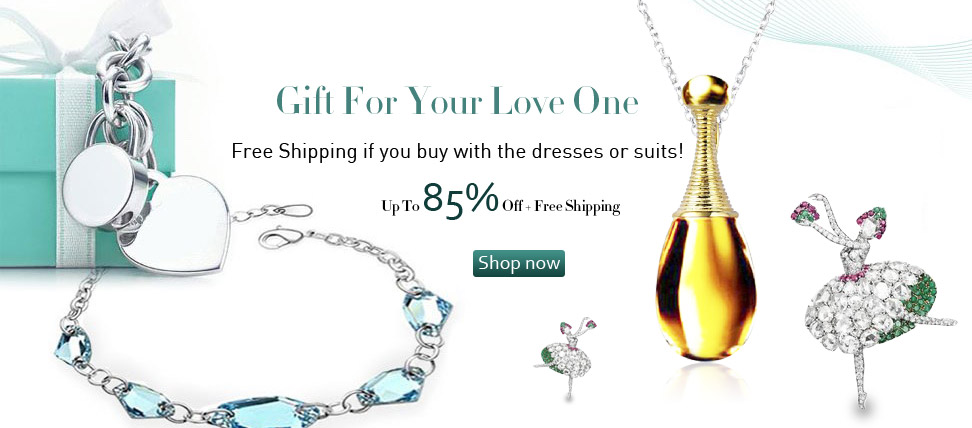 Gift For Your Love One
Free Shipping if you buy with the dresses or suits!
Up To 85% Off + Free Shipping
Shop now